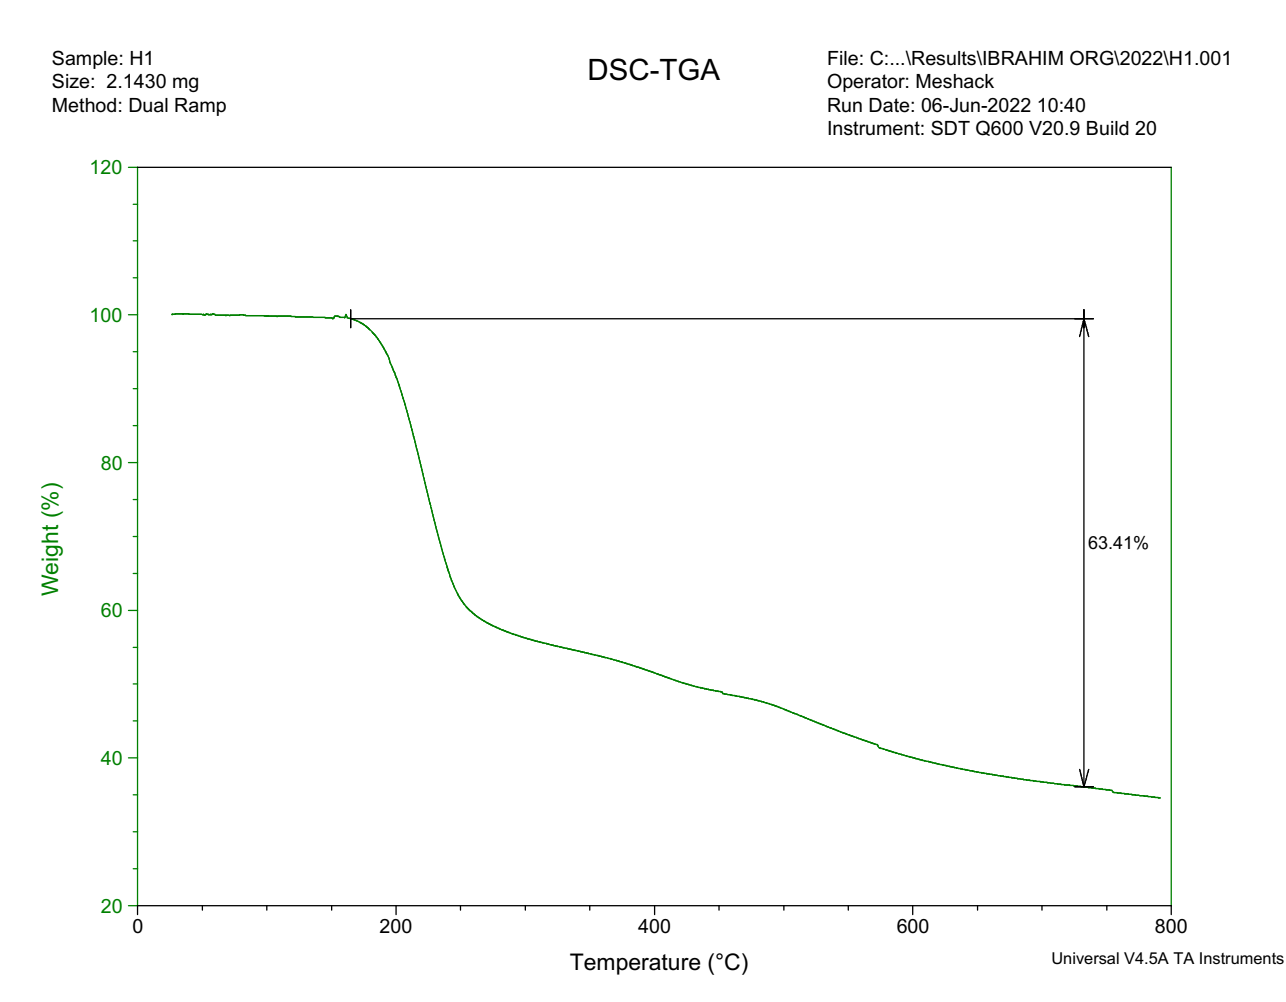 Sample: H1
Size:  2.1430 mg
Method: Dual Ramp
DSC-TGA
File: C:...\Results\IBRAHIM ORG\2022\H1.001
Operator: Meshack
Run Date: 06-Jun-2022 10:40
Instrument: SDT Q600 V20.9 Build 20
120
100
80
60
40
20
Weight (%)
63.41%
0
200
400
600
800
Temperature (°C)
Universal V4.5A TA Instruments